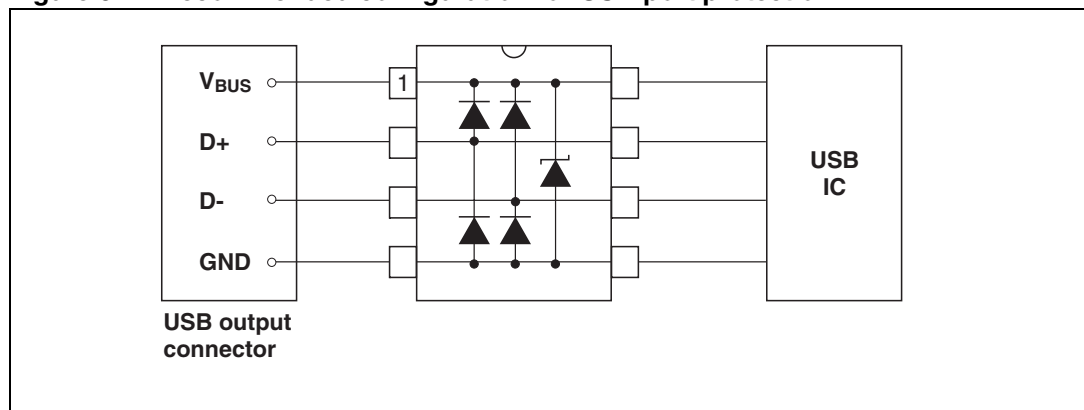 VBUS
1
D+
D-
GND
USB
IC
USB output
connector